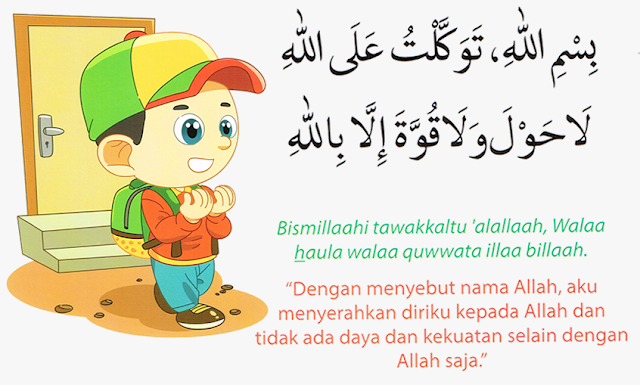 بِسْمِ اللهِ، تَوَكَّلْتُ عَلَى اللهِ
لَا حَوْلَ وَلَا قُوَّةَ إِلَّا بِاللهِ
Bismillaahi tawakkaltu 'alallaah, Walaa
haula walaa quwwata illaa billaah.
“Dengan menyebut nama Allah, aku
menyerahkan diriku kepada Allah dan
tidak ada daya dan kekuatan selain dengan
Allah saja.”